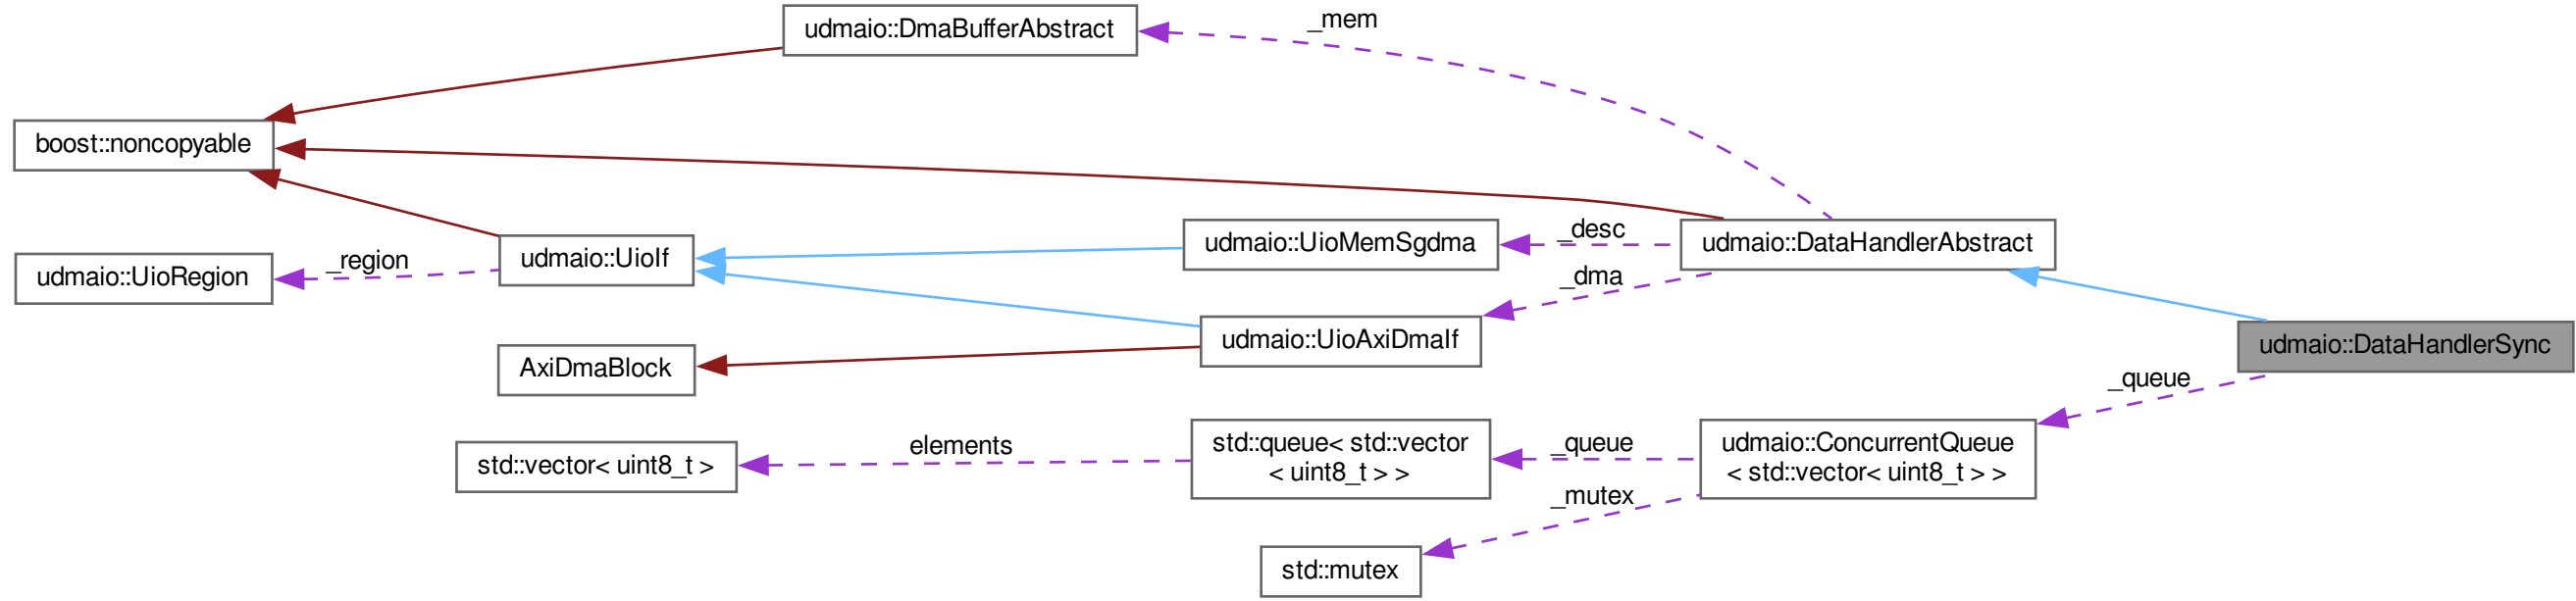 udmaio::DmaBufferAbstract
_mem
boost::noncopyable
udmaio::UioRegion
_region
udmaio::UioIf
udmaio::UioMemSgdma
_desc
udmaio::DataHandlerAbstract
_dma
udmaio::UioAxiDmaIf
AxiDmaBlock
udmaio::DataHandlerSync
_queue
std::vector< uint8_t >
elements
std::queue< std::vector
< uint8_t > >
_queue
udmaio::ConcurrentQueue
< std::vector< uint8_t > >
_mutex
std::mutex